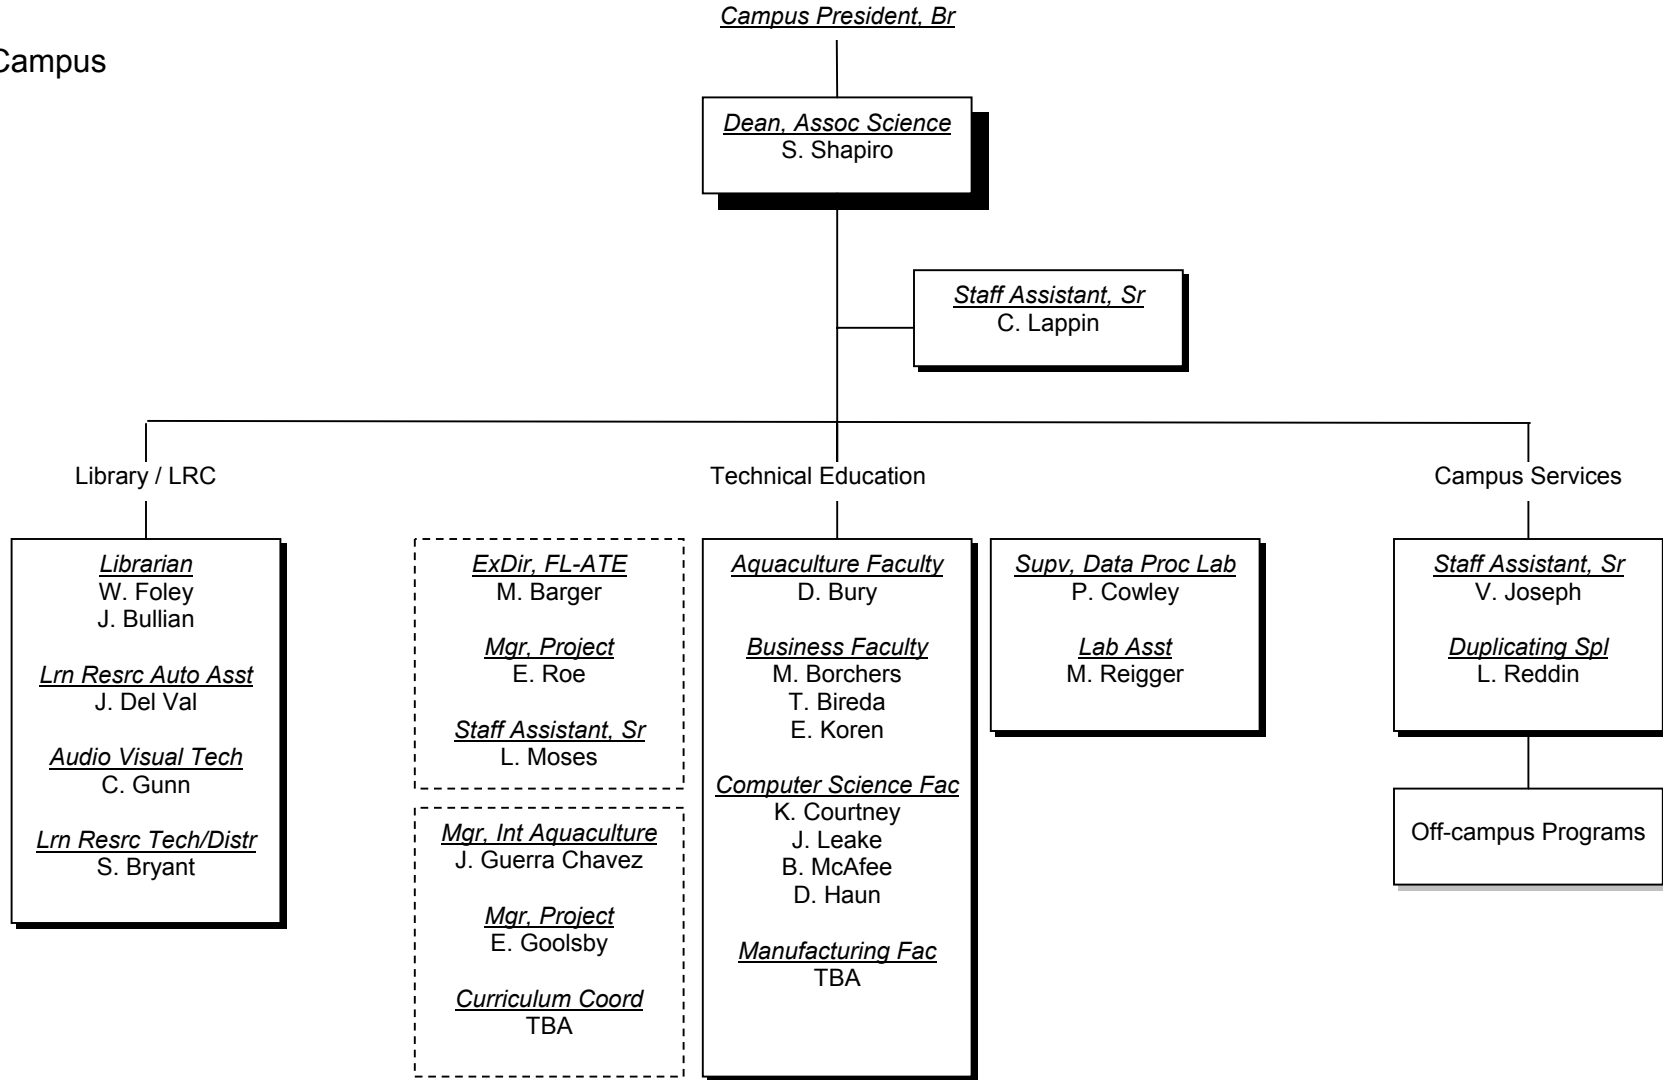 Campus President, Br
Campus
Dean, Assoc Science
S. Shapiro
Staff Assistant, Sr
C. Lappin
Library / LRC
Technical Education
Campus Services
Librarian
W. Foley
J. Bullian
Lrn Resrc Auto Asst
J. Del Val
Audio Visual Tech
C. Gunn
Lrn Resrc Tech/Distr
S. Bryant
ExDir, FL-ATE
M. Barger
Mgr, Project
E. Roe
Staff Assistant, Sr
L. Moses
Mgr, Int Aquaculture
J. Guerra Chavez
Mgr, Project
E. Goolsby
Curriculum Coord
TBA
Aquaculture Faculty
D. Bury
Business Faculty
M. Borchers
T. Bireda
E. Koren
Computer Science Fac
K. Courtney
J. Leake
B. McAfee
D. Haun
Manufacturing Fac
TBA
Supv, Data Proc Lab
P. Cowley
Lab Asst
M. Reigger
Staff Assistant, Sr
V. Joseph
Duplicating Spl
L. Reddin
Off-campus Programs